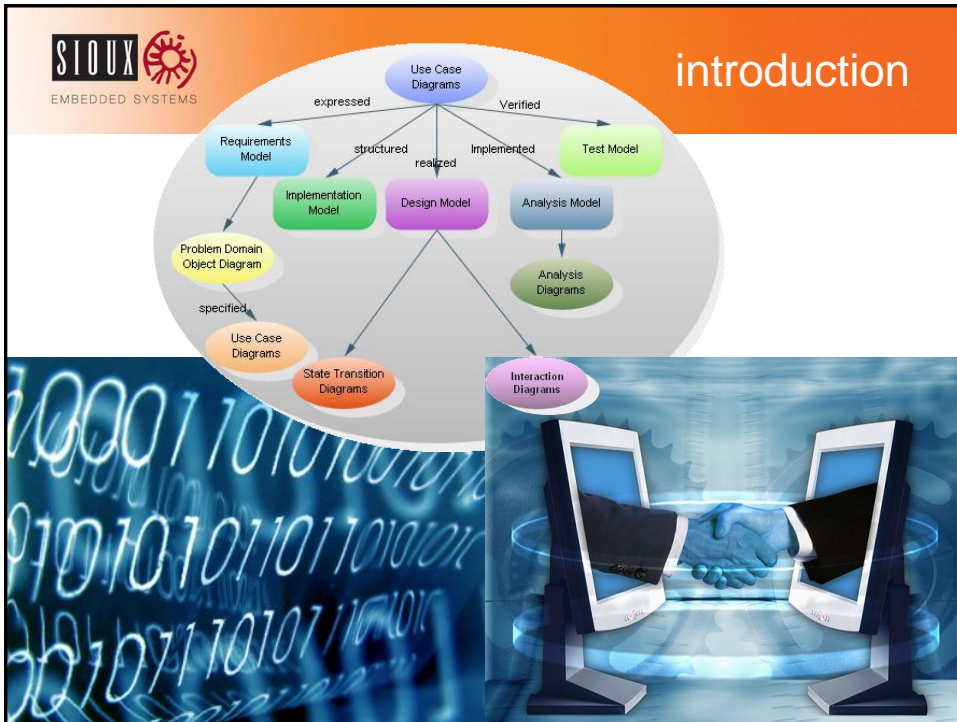 SIOUX
EMBEDDED SYSTEMS
introduction
Use Case
Diagrams
expressed
Verified
Requirements
Model
structured
realized
Implemented
Test Model
Implementation
Model
Design Model
Analysis Model
Problem Domain
Object Diagram
Analysis
Diagrams
specified
Use Case
Diagrams
State Transition
Diagrams
Interaction
Diagrams